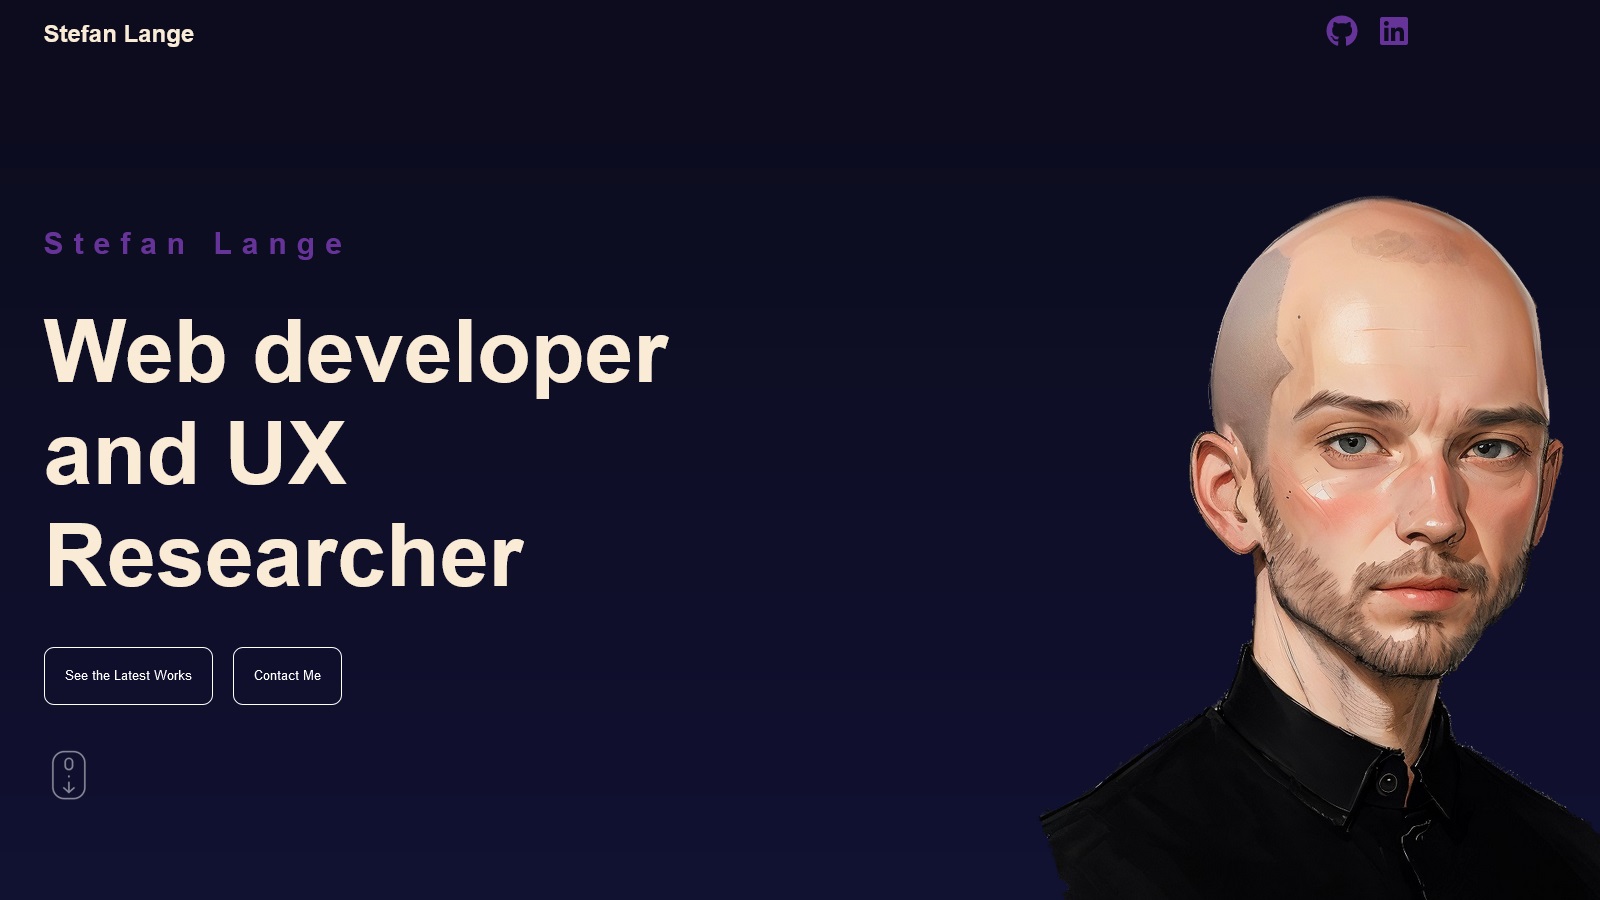 Stefan Lange
Stefan Lange
Web developer
and UX
Researcher
See the Latest Works
Contact Me